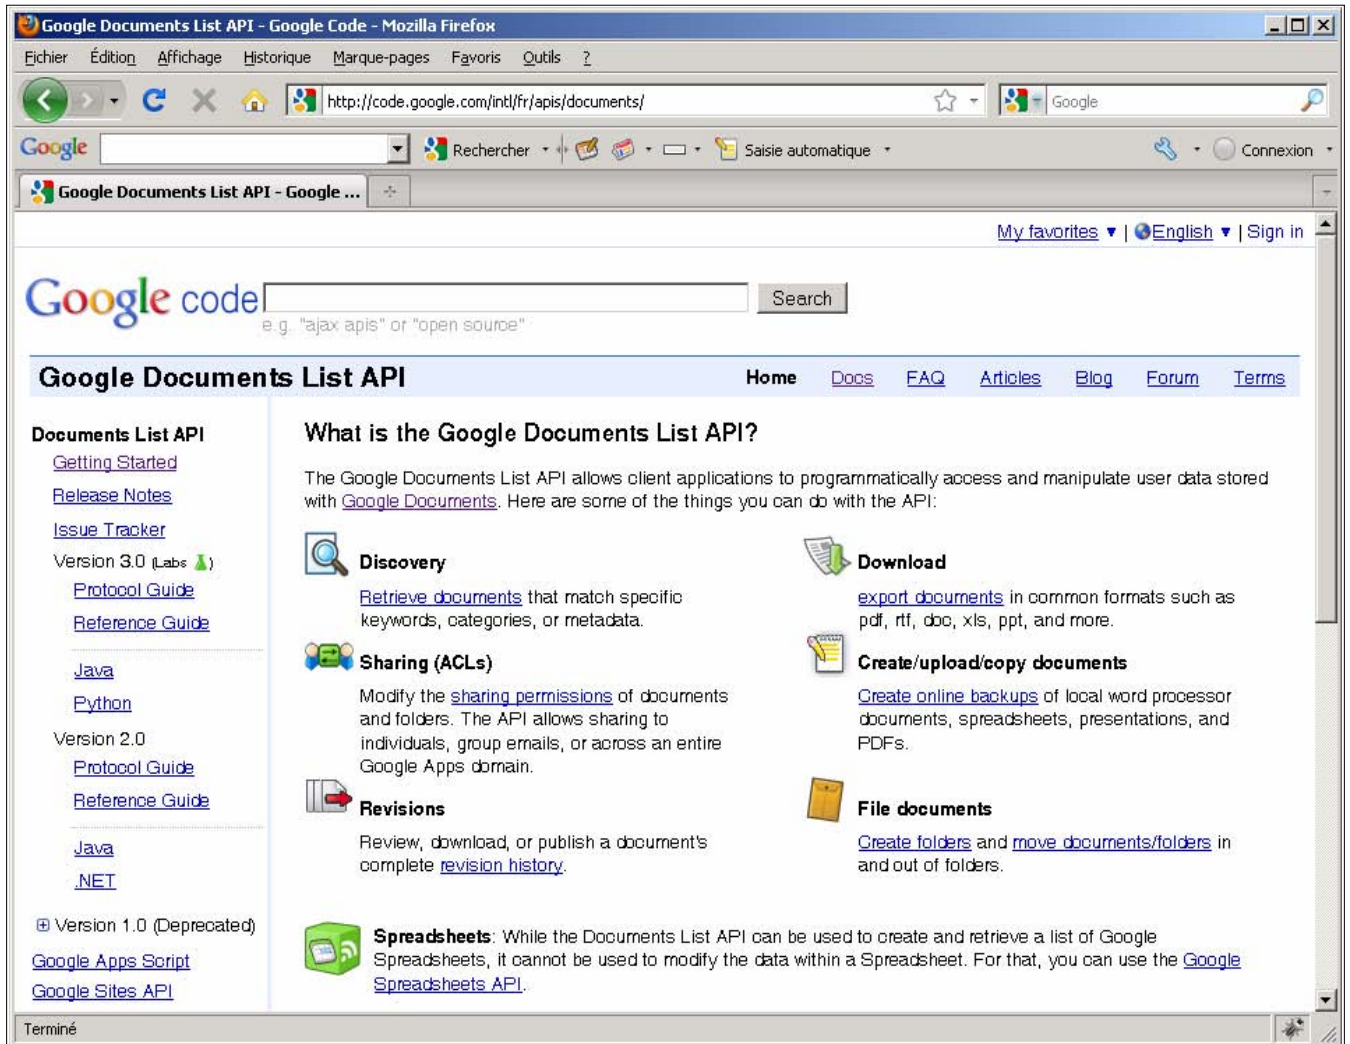 Google Documents List API - Google Code - Mozilla Firefox
Fichier Édition Affichage Historique Marque-pages Favoris Outils ?
http://code.google.com/intl/fr/apis/documents/
Google
Google
Rechercher
Saisie automatique
Connexion
Google Documents List API - Google ...
My favorites ▼ | English ▼ | Sign in
Google code
Search
e.g. "ajax apis" or "open source"
Google Documents List API
Home Docs FAQ Articles Blog Forum Terms
Documents List API
Getting Started
Release Notes
Issue Tracker
Version 3.0 (Labs )
Protocol Guide
Reference Guide
Java
Python
Version 2.0
Protocol Guide
Reference Guide
Java
.NET
Version 1.0 (Deprecated)
Google Apps Script
Google Sites API
What is the Google Documents List API?
The Google Documents List API allows client applications to programmatically access and manipulate user data stored
with Google Documents. Here are some of the things you can do with the API:
Discovery
Retrieve documents that match specific
keywords, categories, or metadata.
Sharing (ACLs)
Modify the sharing permissions of documents
and folders. The API allows sharing to
individuals, group emails, or across an entire
Google Apps domain.
Revisions
Review, download, or publish a document's
complete revision history.
Download
export documents in common formats such as
pdf, rtf, doc, xls, ppt, and more.
Create/upload/copy documents
Create online backups of local word processor
documents, spreadsheets, presentations, and
PDFs.
File documents
Create folders and move documents/folders in
and out of folders.
Spreadsheets: While the Documents List API can be used to create and retrieve a list of Google
Spreadsheets, it cannot be used to modify the data within a Spreadsheet. For that, you can use the Google
Spreadsheets API.
Terminé